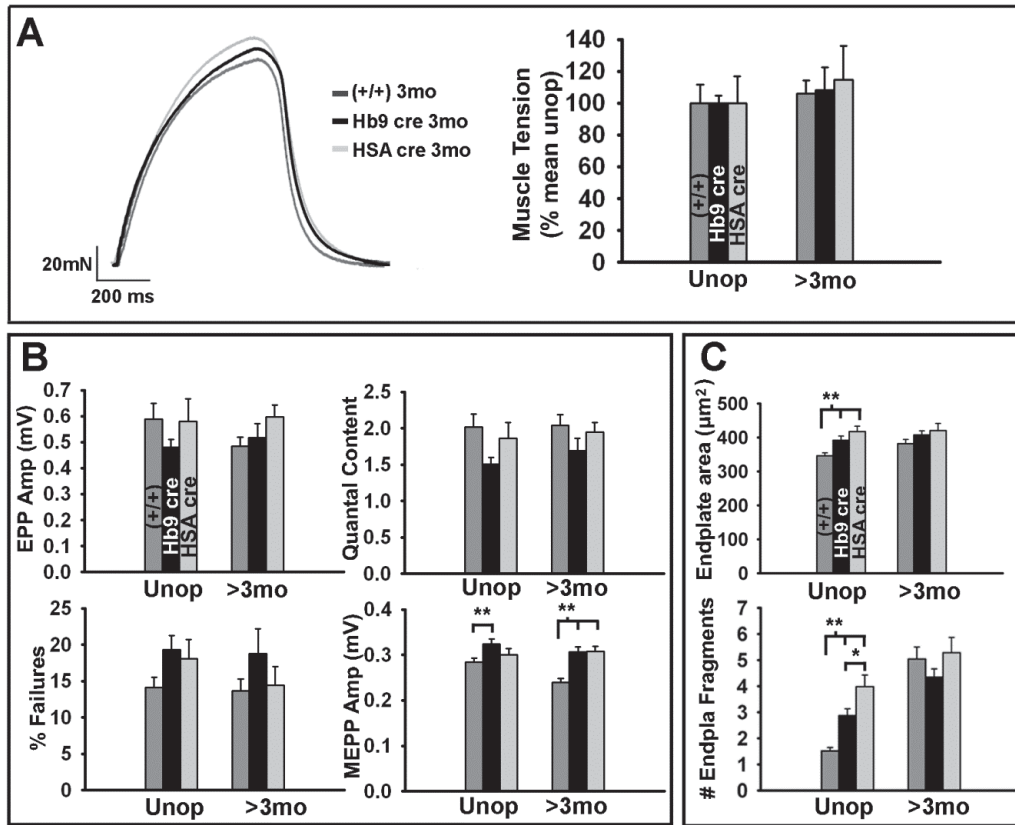 A
(+/+) 3mo
Hb9 cre 3mo
HSA cre 3mo
20mN
200 ms
Muscle Tension
(% mean unop)
140
120
100
80
60
40
20
0
(+/+)
Hb9 cre
HSA cre
Unop >3mo
B
EPP Amp (mV)
0.7
0.6
0.5
0.4
0.3
0.2
0.1
0.0
(+/+)
Hb9 cre
HSA cre
Unop >3mo
Quantal Content
2.5
2.0
1.5
1.0
0.5
0.0
Unop >3mo
% Failures
25
20
15
10
5
0
Unop >3mo
MEPP Amp (mV)
0.4
0.3
0.2
0.1
0.0
** **
Unop >3mo
C
Endplate area (µm²)
500
400
300
200
100
0
**
(+/+)
Hb9 cre
HSA cre
Unop >3mo
# Endpla Fragments
7
6
5
4
3
2
1
0
**
*
Unop >3mo